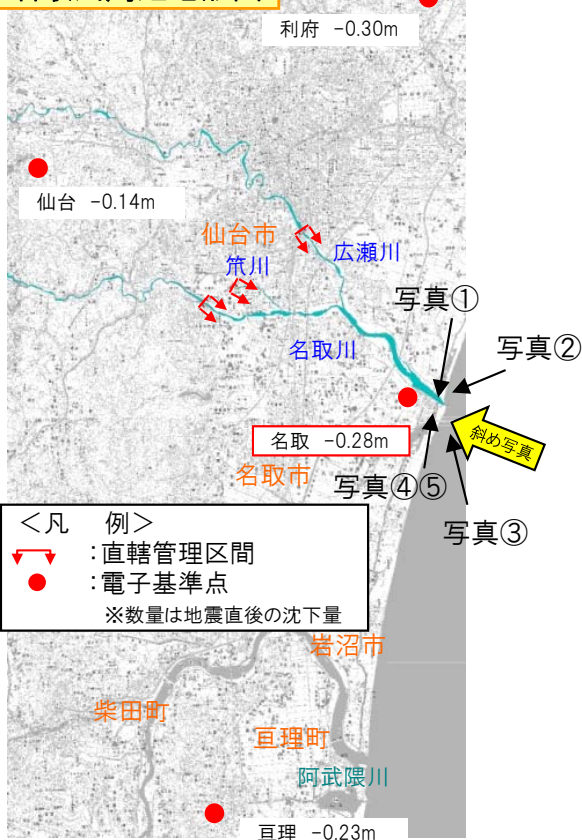 利府 -0.30m
仙台 -0.14m
仙台市
笊川
広瀬川
写真①
名取川
写真②
斜め写真
名取 -0.28m
名取市
写真④⑤
写真③
<凡 例>
:直轄管理区間
:電子基準点
※数量は地震直後の沈下量
岩沼市
柴田町
亘理町
阿武隈川
亘理 -0.23m